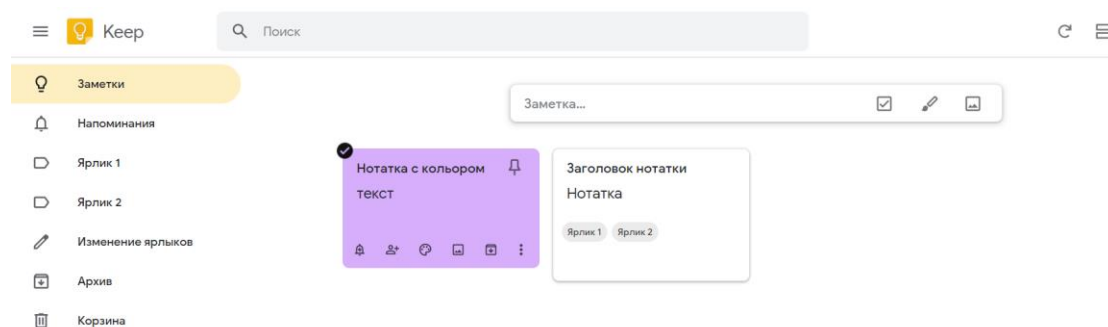 Keep
Поиск
Заметки
Напоминания
Ярлик 1
Ярлик 2
Изменение ярлыков
Архив
Корзина
Заметка...
Нотатка с кольором
текст
Заголовок нотатки
Нотатка
Ярлик 1 Ярлик 2